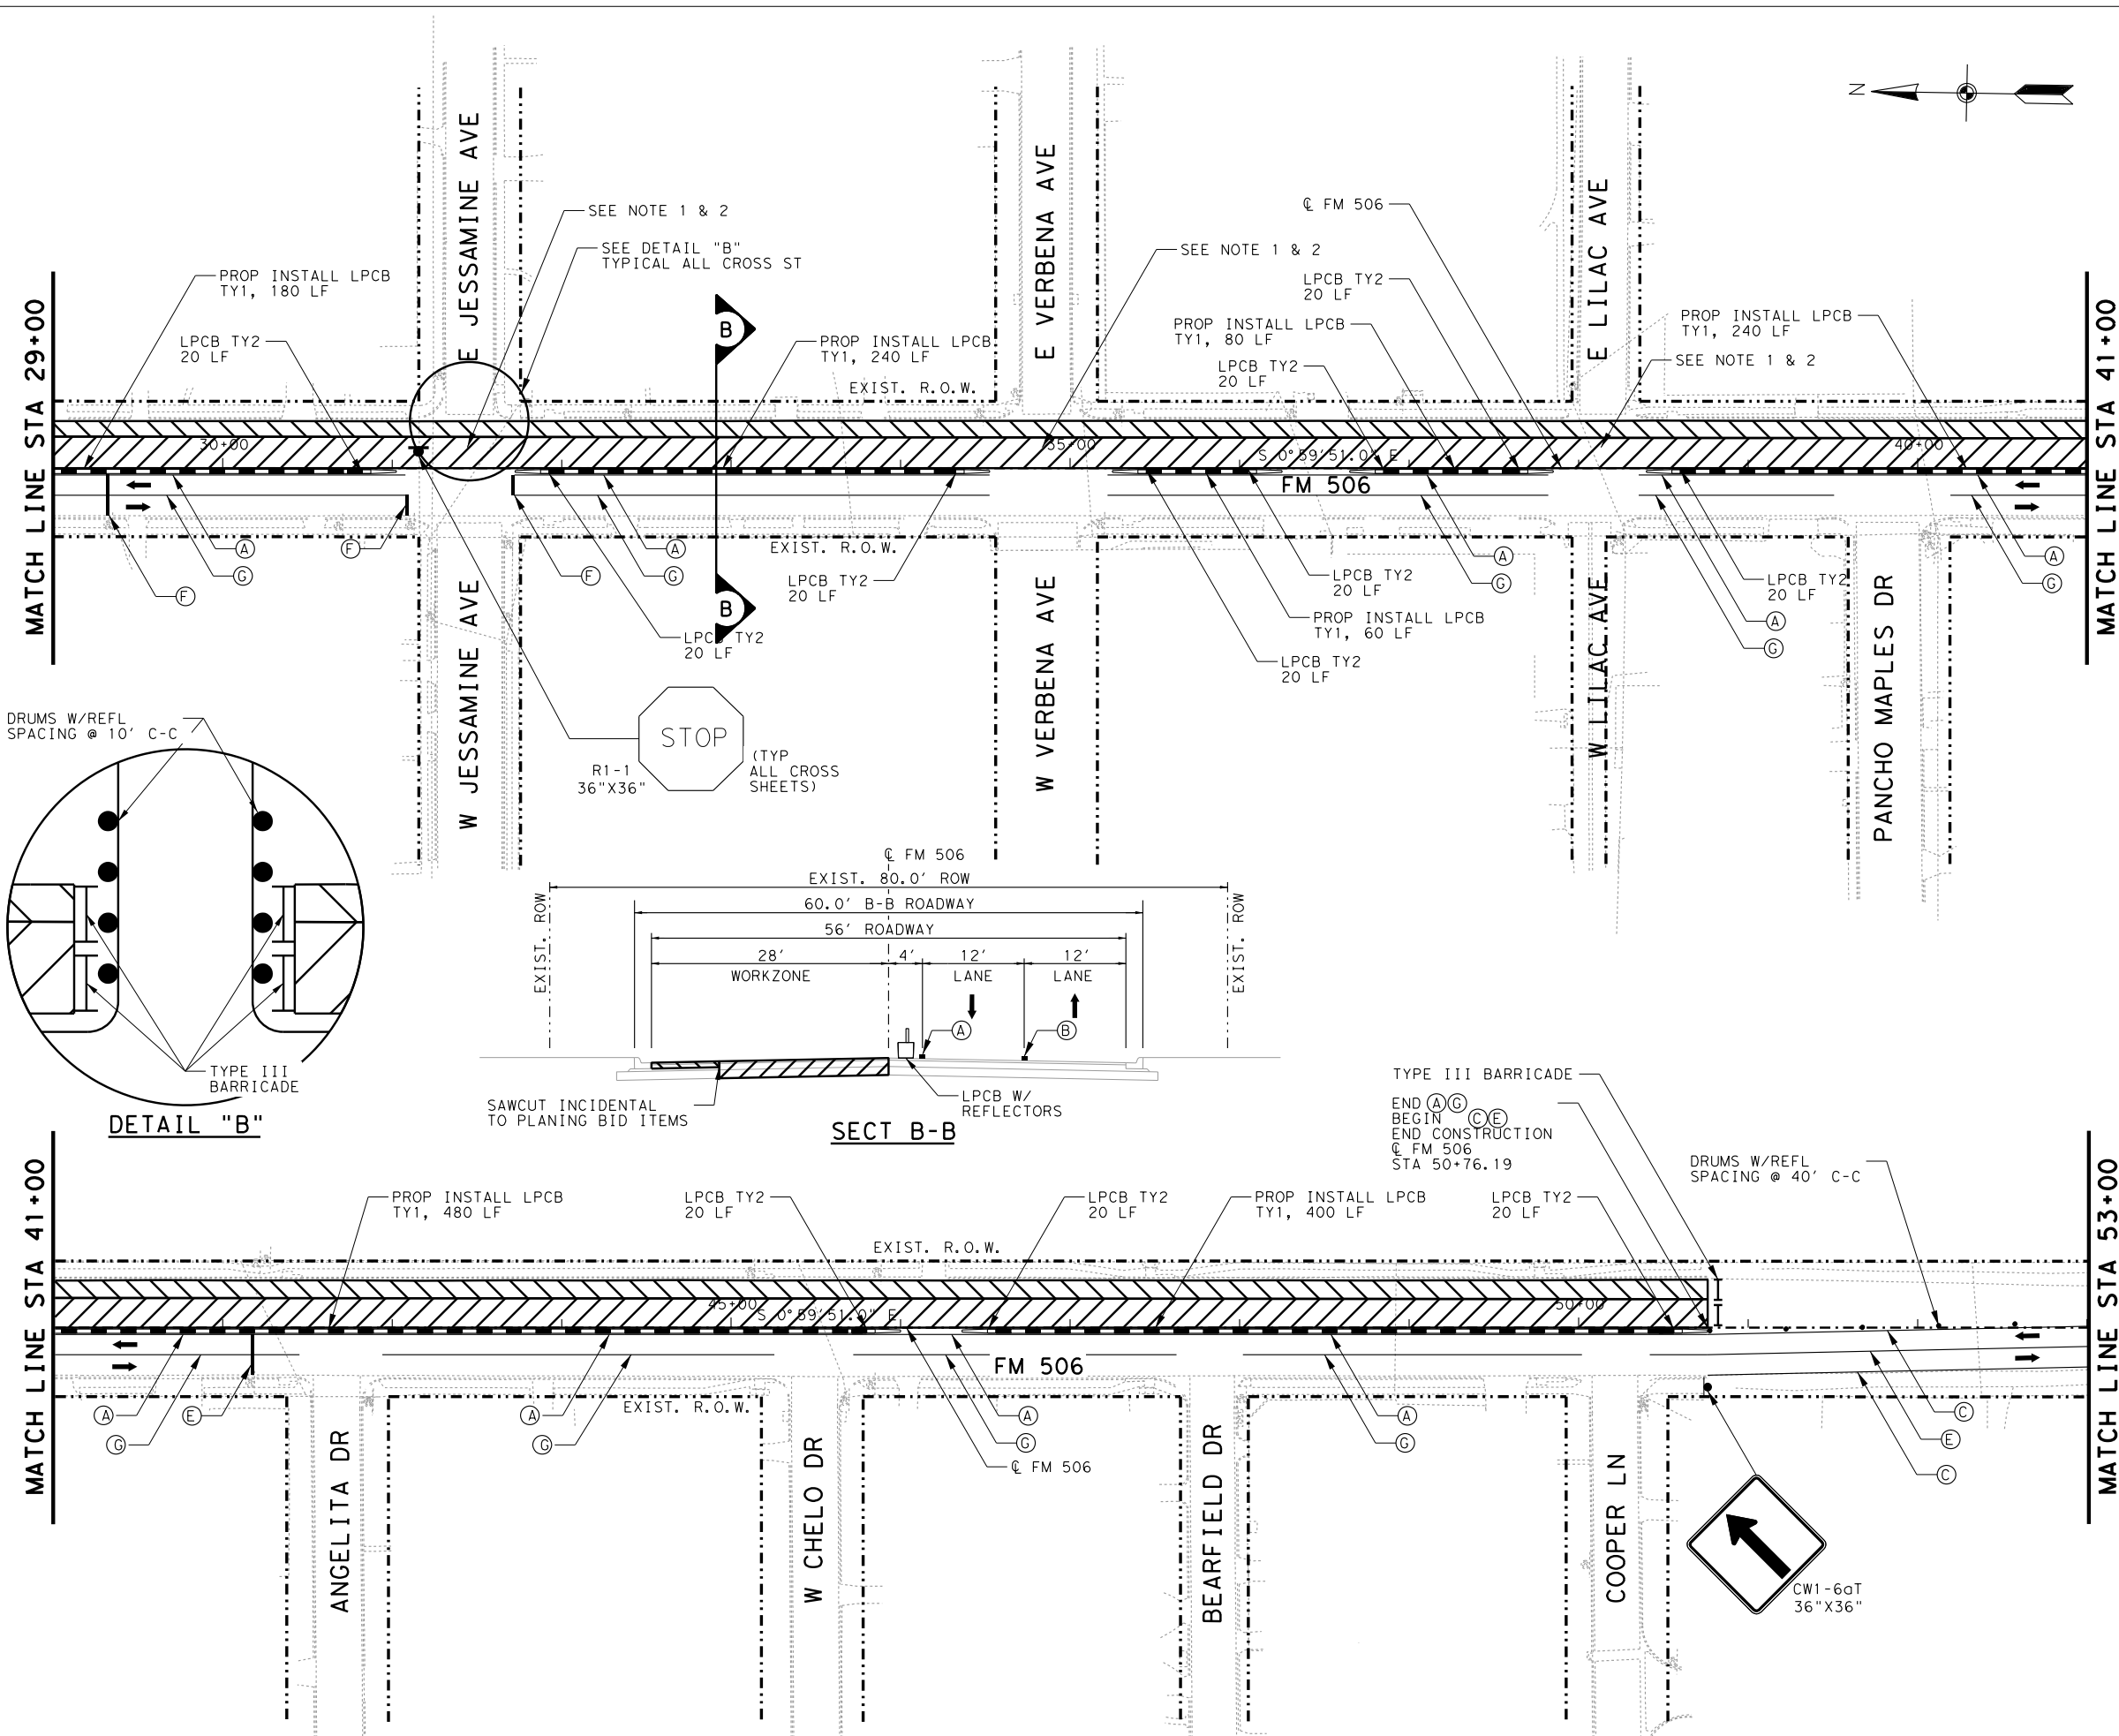 N
E JESSAMINE AVE
E VERBENA AVE
E LILAC AVE
SEE NOTE 1 & 2
SEE DETAIL "B"
TYPICAL ALL CROSS ST
℄ FM 506
SEE NOTE 1 & 2
PROP INSTALL LPCB
TY1, 180 LF
LPCB TY2
20 LF
LPCB TY2
20 LF
PROP INSTALL LPCB
TY1, 240 LF
PROP INSTALL LPCB
TY1, 80 LF
PROP INSTALL LPCB
TY1, 240 LF
LPCB TY2
20 LF
SEE NOTE 1 & 2
B
EXIST. R.O.W.
MATCH LINE STA 29+00
MATCH LINE STA 41+00
30+00
35+00
40+00
S 0°59'51.0" E
FM 506
EXIST. R.O.W.
A
G
F
F
F
A
G
A
G
A
G
A
G
B
LPCB TY2
20 LF
LPCB TY2
20 LF
LPCB TY2
20 LF
PROP INSTALL LPCB
TY1, 60 LF
LPCB TY2
20 LF
LPCB TY2
20 LF
W JESSAMINE AVE
W VERBENA AVE
W LILAC AVE
PANCHO MAPLES DR
STOP
R1-1
36"X36"
(TYP
ALL CROSS
SHEETS)
DRUMS W/REFL
SPACING @ 10' C-C
TYPE III
BARRICADE
DETAIL "B"
℄ FM 506
EXIST. 80.0' ROW
60.0' B-B ROADWAY
56' ROADWAY
28'
4'
12'
12'
WORKZONE
LANE
LANE
EXIST. ROW
EXIST. ROW
A
B
SAWCUT INCIDENTAL
TO PLANING BID ITEMS
LPCB W/
REFLECTORS
SECT B-B
TYPE III BARRICADE
END A G
BEGIN C E
END CONSTRUCTION
℄ FM 506
STA 50+76.19
DRUMS W/REFL
SPACING @ 40' C-C
PROP INSTALL LPCB
TY1, 480 LF
LPCB TY2
20 LF
LPCB TY2
20 LF
PROP INSTALL LPCB
TY1, 400 LF
LPCB TY2
20 LF
MATCH LINE STA 41+00
MATCH LINE STA 53+00
EXIST. R.O.W.
45+00
S 0°59'51.0" E
50+00
FM 506
EXIST. R.O.W.
A
E
G
A
G
A
G
℄ FM 506
A
G
C
E
C
ANGELITA DR
W CHELO DR
BEARFIELD DR
COOPER LN
CW1-6aT
36"X36"